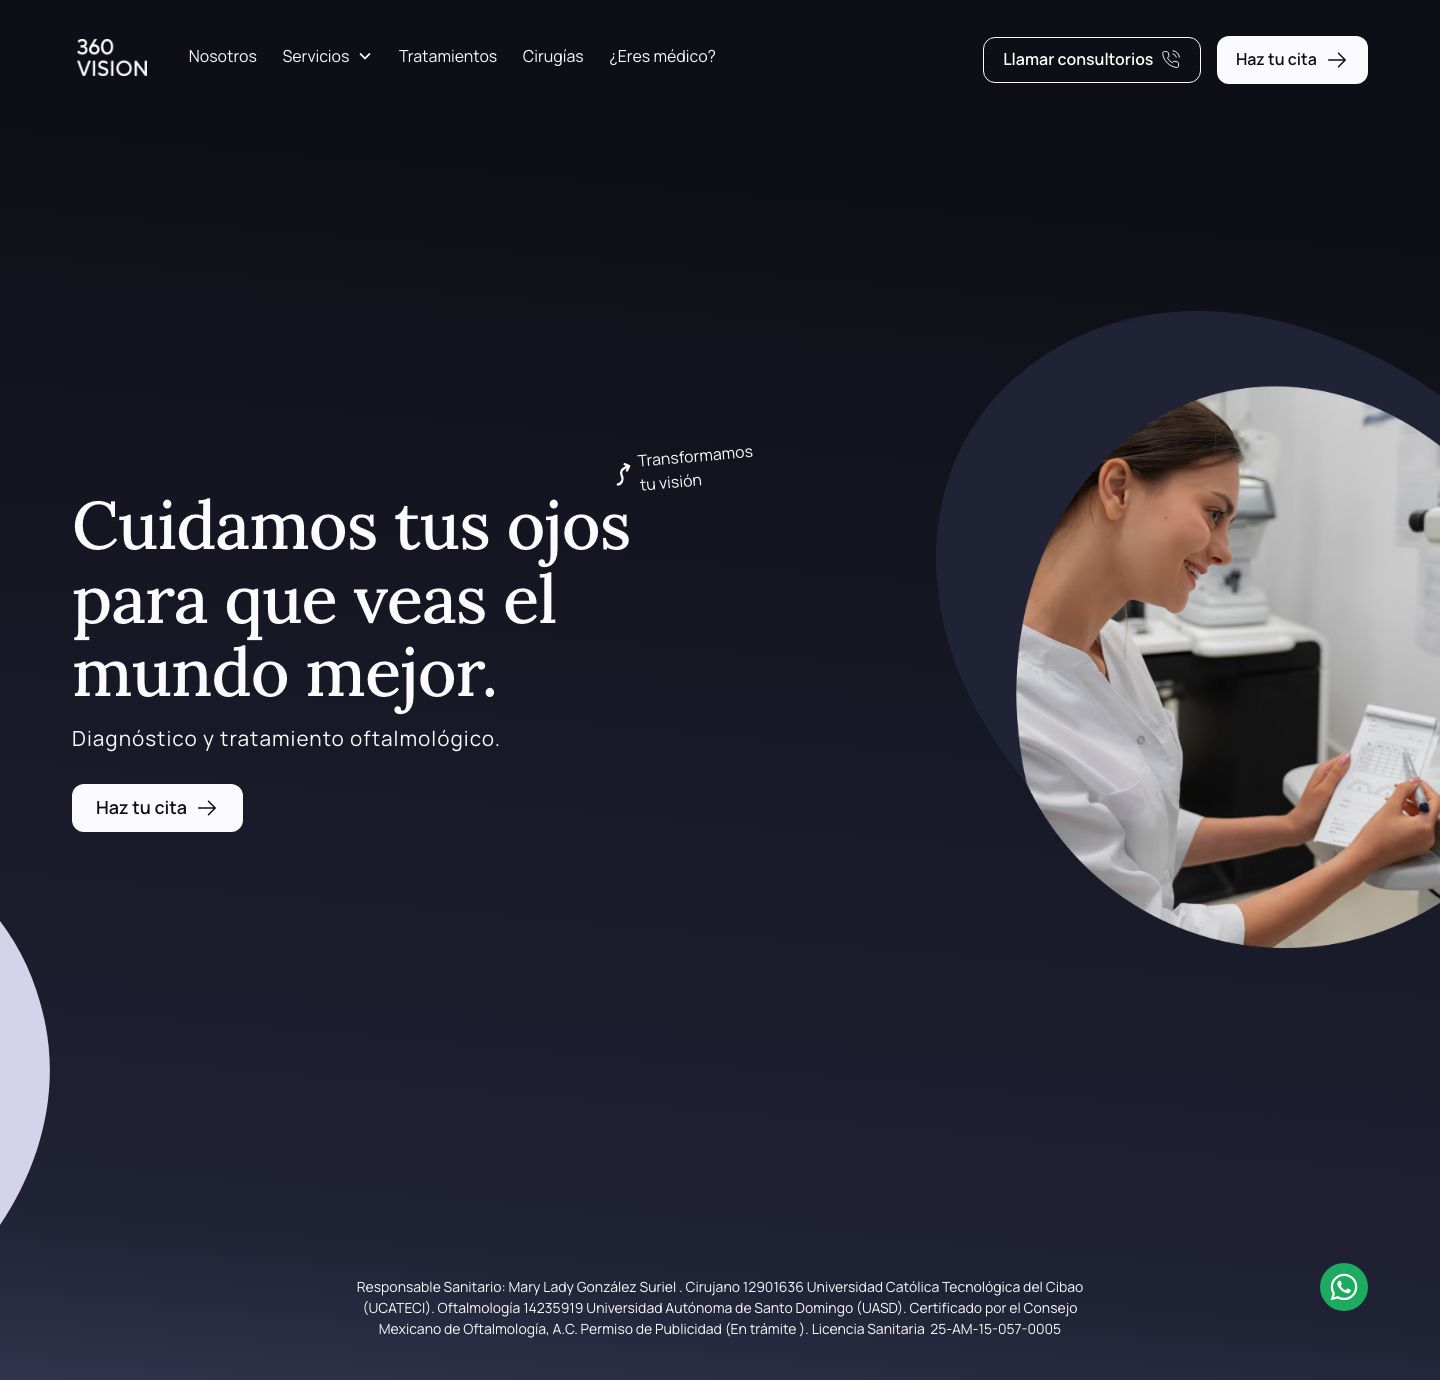 360
VISION
Nosotros
Servicios
Tratamientos
Cirugías
¿Eres médico?
Llamar consultorios
Haz tu cita
Transformamos
tu visión
Cuidamos tus ojos
para que veas el
mundo mejor.
Diagnóstico y tratamiento oftalmológico.
Haz tu cita
Responsable Sanitario: Mary Lady González Suriel . Cirujano 12901636 Universidad Católica Tecnológica del Cibao
(UCATECI). Oftalmología 14235919 Universidad Autónoma de Santo Domingo (UASD). Certificado por el Consejo
Mexicano de Oftalmología, A.C. Permiso de Publicidad (En trámite ). Licencia Sanitaria  25-AM-15-057-0005